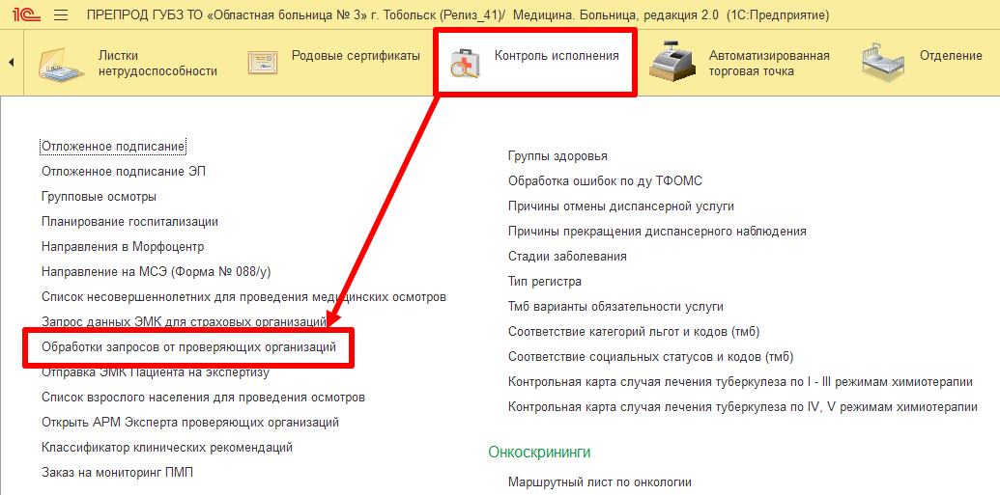 1С ПРЕПРОД ГУБЗ ТО «Областная больница № 3» г. Тобольск (Релиз_41)/ Медицина. Больница, редакция 2.0 (1С:Предприятие)
Листки
нетрудоспособности
Родовые сертификаты
Контроль исполнения
Автоматизированная
торговая точка
Отделение
Отложенное подписание
Отложенное подписание ЭП
Групповые осмотры
Планирование госпитализации
Направления в Морфоцентр
Направление на МСЭ (Форма № 088/у)
Список несовершеннолетних для проведения медицинских осмотров
Запрос данных ЭМК для страховых организаций
Обработки запросов от проверяющих организаций
Отправка ЭМК Пациента на экспертизу
Список взрослого населения для проведения осмотров
Открыть АРМ Эксперта проверяющих организаций
Классификатор клинических рекомендаций
Заказ на мониторинг ПМП
Группы здоровья
Обработка ошибок по ду ТФОМС
Причины отмены диспансерной услуги
Причины прекращения диспансерного наблюдения
Стадии заболевания
Тип регистра
Тмб варианты обязательности услуги
Соответствие категорий льгот и кодов (тмб)
Соответствие социальных статусов и кодов (тмб)
Контрольная карта случая лечения туберкулеза по I - III режимам химиотерапии
Контрольная карта случая лечения туберкулеза по IV, V режимам химиотерапии
Онкоскрининги
Маршрутный лист по онкологии